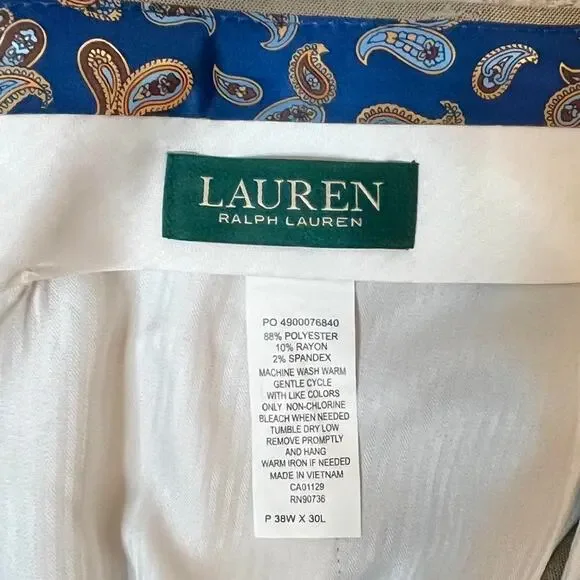 LAUREN
RALPH LAUREN
PO 4900076840
88% POLYESTER
10% RAYON
2% SPANDEX
MACHINE WASH WARM
GENTLE CYCLE
WITH LIKE COLORS
ONLY NON-CHLORINE
BLEACH WHEN NEEDED
TUMBLE DRY LOW
REMOVE PROMPTLY
AND HANG
WARM IRON IF NEEDED
MADE IN VIETNAM
CA01129
RN90736
P 38W X 30L